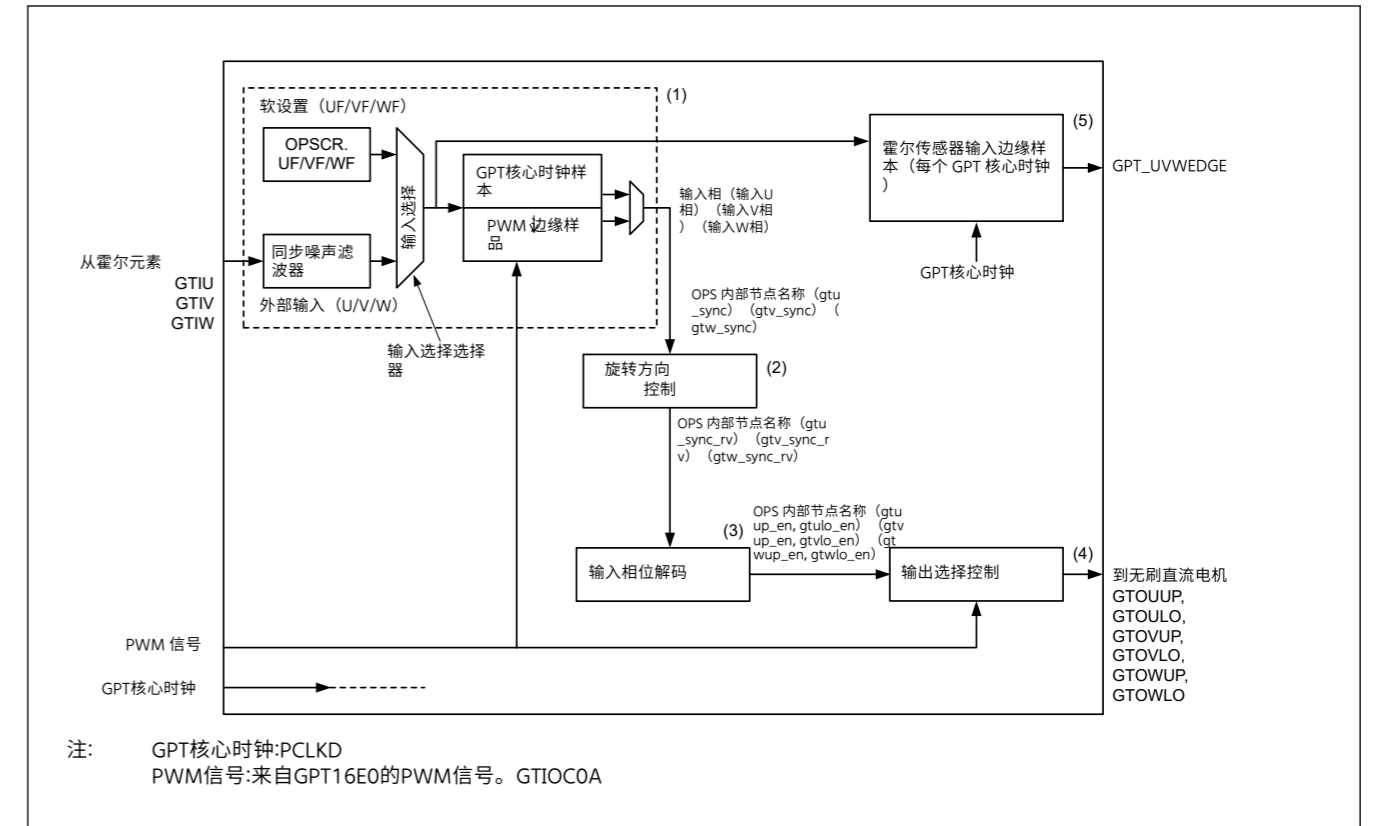 软设置（UF/VF/WF）
(1)
OPSCR.
UF/VF/WF
输入选择
GPT核心时钟样
本
PWM 边缘样
品
同步噪声滤
波器
外部输入（U/V/W）
从霍尔元素
GTIU
GTIV
GTIW
输入选择选择
器
输入相（输入U
相）（输入V相
）（输入W相）
霍尔传感器输入边缘样
本（每个 GPT 核心时钟
）
(5)
GPT_UVWEDGE
GPT核心时钟
OPS 内部节点名称（gtu
_sync）（gtv_sync）（
gtw_sync）
旋转方向
控制
(2)
OPS 内部节点名称（gtu
_sync_rv）（gtv_sync_r
v）（gtw_sync_rv）
OPS 内部节点名称（gtu
up_en, gtulo_en）（gtv
up_en, gtvlo_en）（gt
wup_en, gtwlo_en）
(3)
输入相位解码
输出选择控制
(4)
到无刷直流电机
GTOUUP,
GTOULO,
GTOVUP,
GTOVLO,
GTOWUP,
GTOWLO
PWM 信号
GPT核心时钟
注:
GPT核心时钟:PCLKD
PWM信号:来自GPT16E0的PWM信号。GTIOC0A